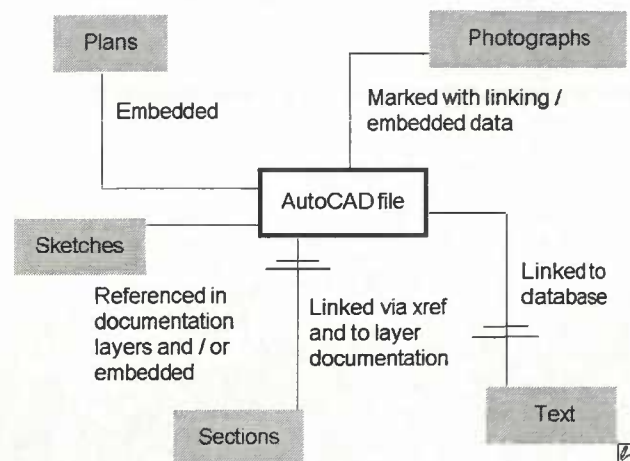 Plans
Photographs
Embedded
Marked with linking /
embedded data
AutoCAD file
Sketches
Referenced in
documentation
layers and / or
embedded
Linked via xref
and to layer
documentation
Linked to
database
Sections
Text